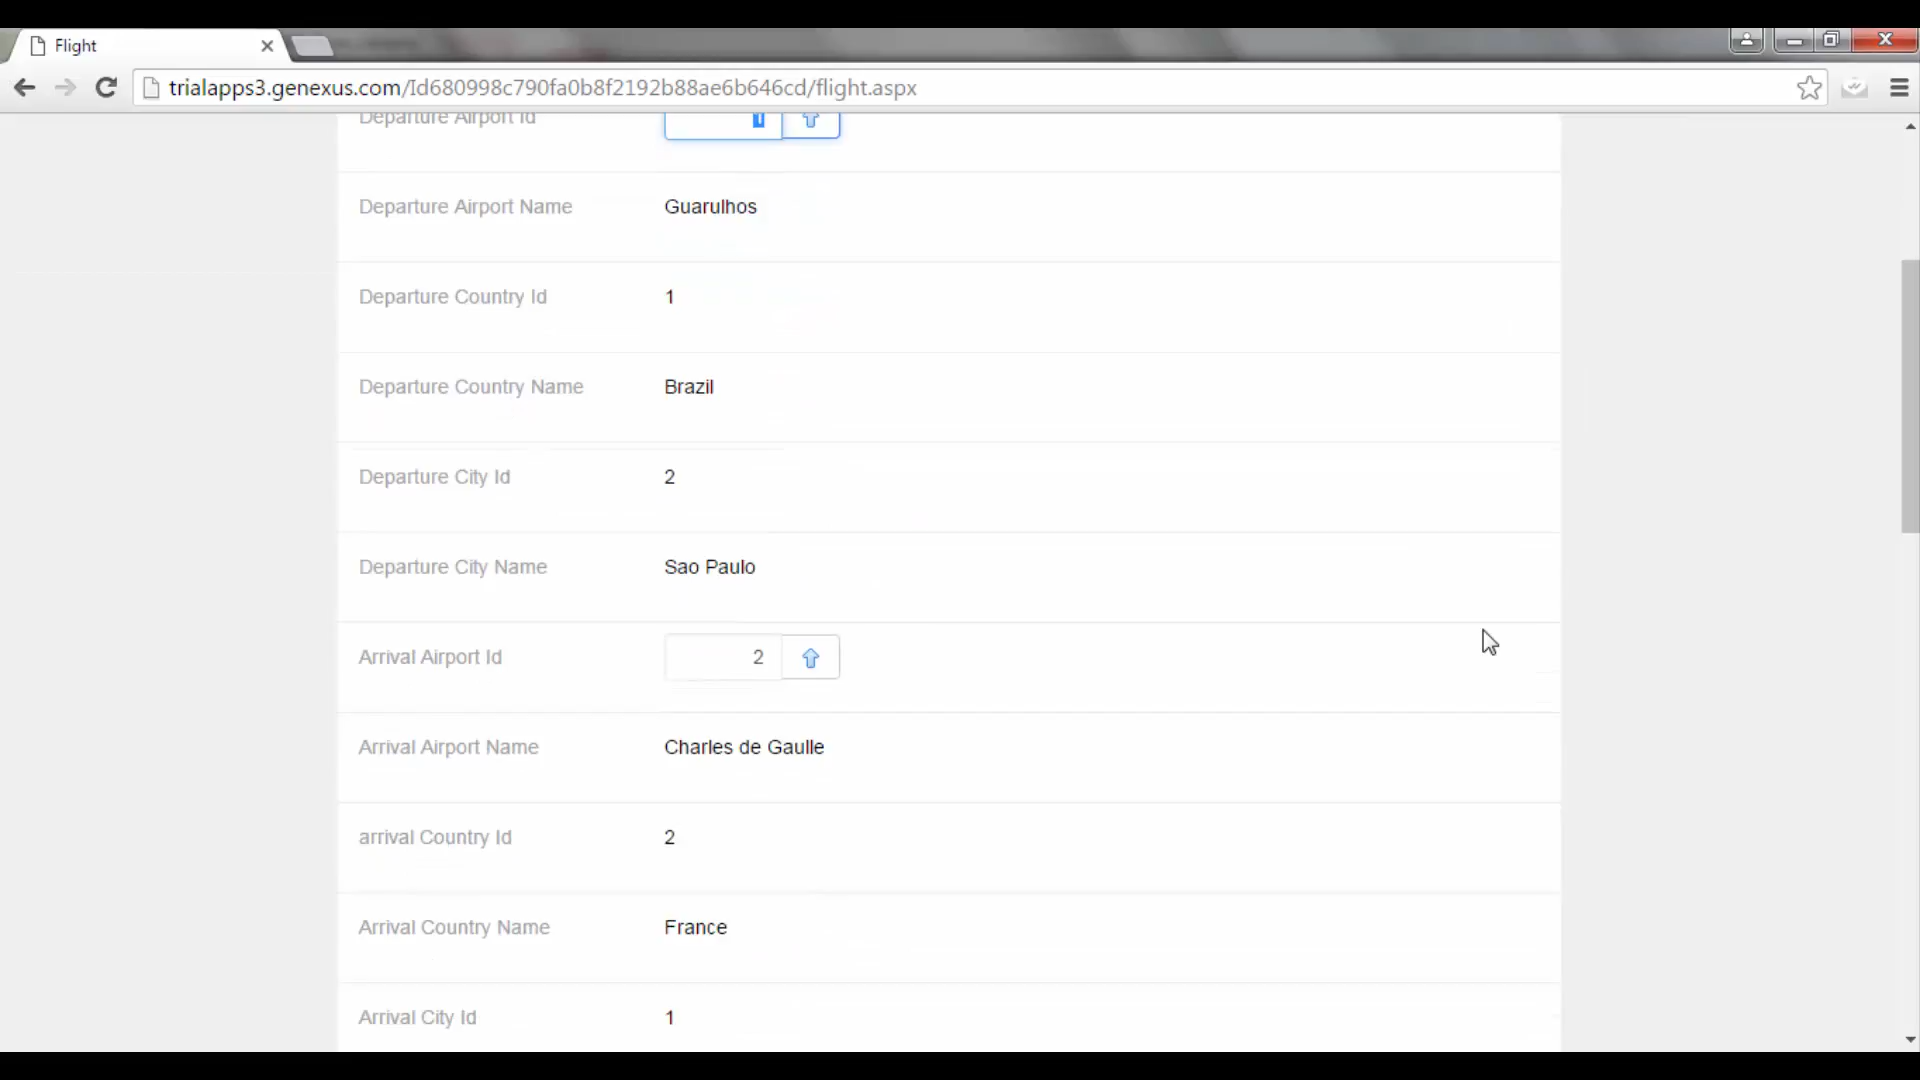 Flight
trialapps3.genexus.com/Id680998c790fa0b8f2192b88ae6b646cd/flight.aspx
Departure Airport Id 1
Departure Airport Name Guarulhos
Departure Country Id 1
Departure Country Name Brazil
Departure City Id 2
Departure City Name Sao Paulo
Arrival Airport Id 2
Arrival Airport Name Charles de Gaulle
arrival Country Id 2
Arrival Country Name France
Arrival City Id 1